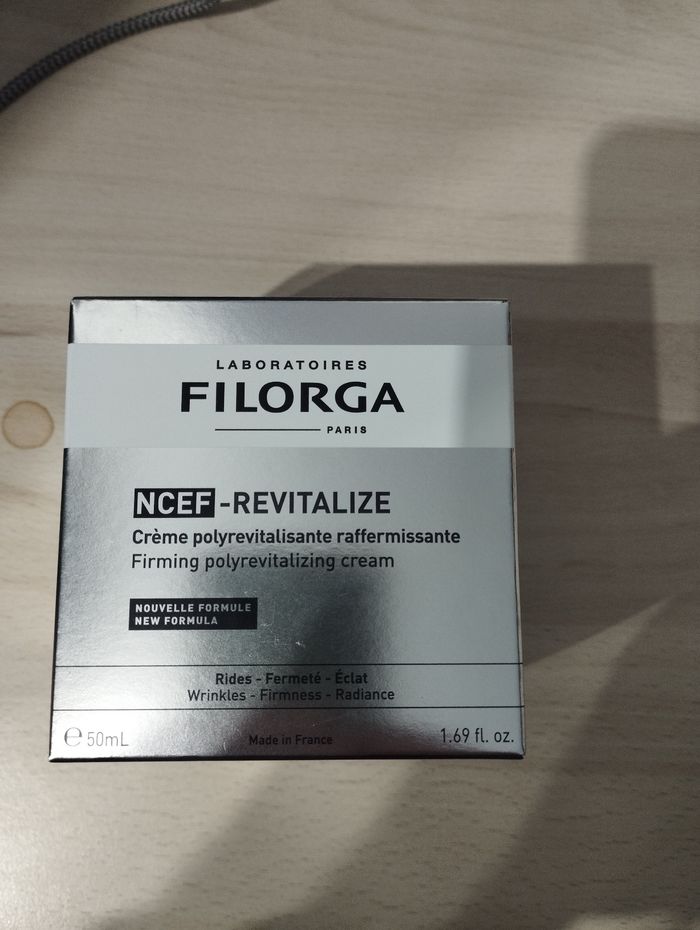 LABORATOIRES
FILORGA
PARIS
NCEF-REVITALIZE
Crème polyrevitalisante raffermissante
Firming polyrevitalizing cream
NOUVELLE FORMULE
NEW FORMULA
Rides - Fermeté - Éclat
Wrinkles - Firmness - Radiance
℮ 50mL Made in France 1.69 fl. oz.